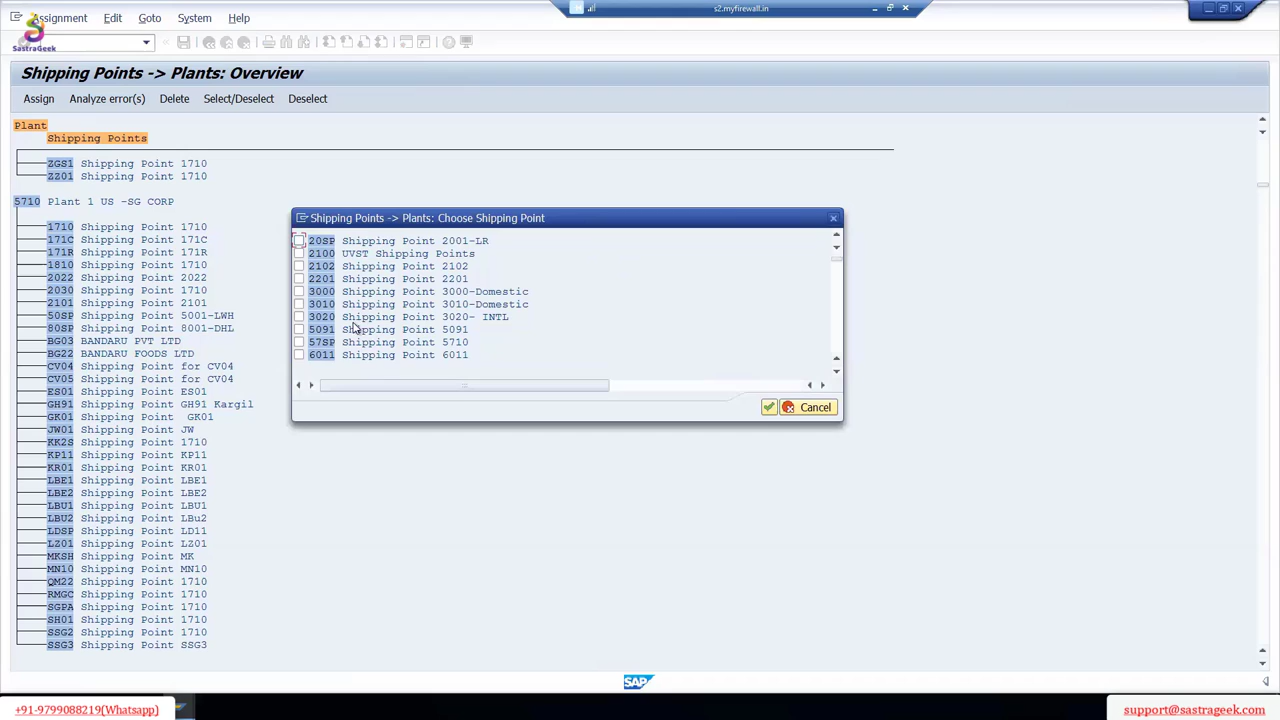 Assignment Edit Goto System Help
s2.myfirewall.in
SastraGeek
Shipping Points -> Plants: Overview
Assign Analyze error(s) Delete Select/Deselect Deselect
Plant
Shipping Points
ZGS1 Shipping Point 1710
ZZ01 Shipping Point 1710
5710 Plant 1 US -SG CORP
1710 Shipping Point 1710
171C Shipping Point 171C
171R Shipping Point 171R
1810 Shipping Point 1710
2022 Shipping Point 2022
2030 Shipping Point 1710
2101 Shipping Point 2101
50SP Shipping Point 5001-LWH
80SP Shipping Point 8001-DHL
BG03 BANDARU PVT LTD
BG22 BANDARU FOODS LTD
CV04 Shipping Point for CV04
CV05 Shipping Point for CV04
ES01 Shipping Point ES01
GH91 Shipping Point GH91 Kargil
GK01 Shipping Point GK01
JW01 Shipping Point JW
KK2S Shipping Point 1710
KP11 Shipping Point KP11
KR01 Shipping Point KR01
LBE1 Shipping Point LBE1
LBE2 Shipping Point LBE2
LBU1 Shipping Point LBU1
LBU2 Shipping Point LBu2
LDSP Shipping Point LD11
LZ01 Shipping Point LZ01
MKSH Shipping Point MK
MN10 Shipping Point MN10
QM22 Shipping Point 1710
RMGC Shipping Point 1710
SGPA Shipping Point 1710
SH01 Shipping Point 1710
SSG2 Shipping Point 1710
SSG3 Shipping Point SSG3
Shipping Points -> Plants: Choose Shipping Point
20SP Shipping Point 2001-LR
2100 UVST Shipping Points
2102 Shipping Point 2102
2201 Shipping Point 2201
3000 Shipping Point 3000-Domestic
3010 Shipping Point 3010-Domestic
3020 Shipping Point 3020- INTL
5091 Shipping Point 5091
57SP Shipping Point 5710
6011 Shipping Point 6011
Cancel
SAP
+91-9799088219(Whatsapp)
support@sastrageek.com